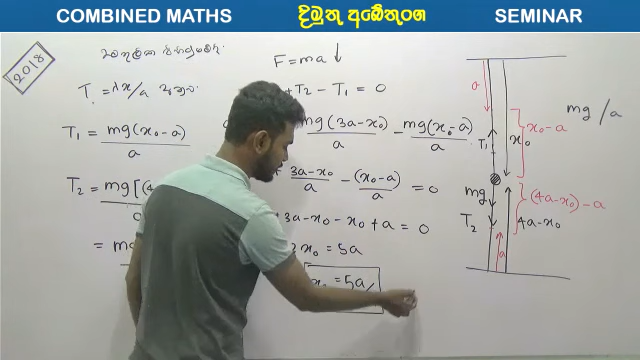 COMBINED MATHS
දිමුතු අබේතුංග
SEMINAR
2018
T = λx/a
T₁ = mg(x₀-a)/a
T₂ = mg[(4
= mg
F = ma ↓
+T₂ - T₁ = 0
mg(3a-x₀)/a - mg(x₀-a)/a
3a-x₀/a - (x₀-a)/a = 0
3a - x₀ - x₀ + a = 0
x₀ = 5a
x₀ = 5a/
a
x₀-a
mg/a
T₁
x₀
mg
T₂
(4a-x₀)-a
4a-x₀
a